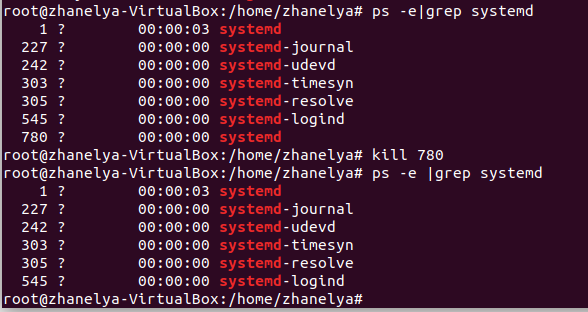 root@zhanelya-VirtualBox:/home/zhanelya# ps -e|grep systemd
1 ? 00:00:03 systemd
227 ? 00:00:00 systemd-journal
242 ? 00:00:00 systemd-udevd
303 ? 00:00:00 systemd-timesyn
305 ? 00:00:00 systemd-resolve
545 ? 00:00:00 systemd-logind
780 ? 00:00:00 systemd
root@zhanelya-VirtualBox:/home/zhanelya# kill 780
root@zhanelya-VirtualBox:/home/zhanelya# ps -e |grep systemd
1 ? 00:00:03 systemd
227 ? 00:00:00 systemd-journal
242 ? 00:00:00 systemd-udevd
303 ? 00:00:00 systemd-timesyn
305 ? 00:00:00 systemd-resolve
545 ? 00:00:00 systemd-logind
root@zhanelya-VirtualBox:/home/zhanelya#